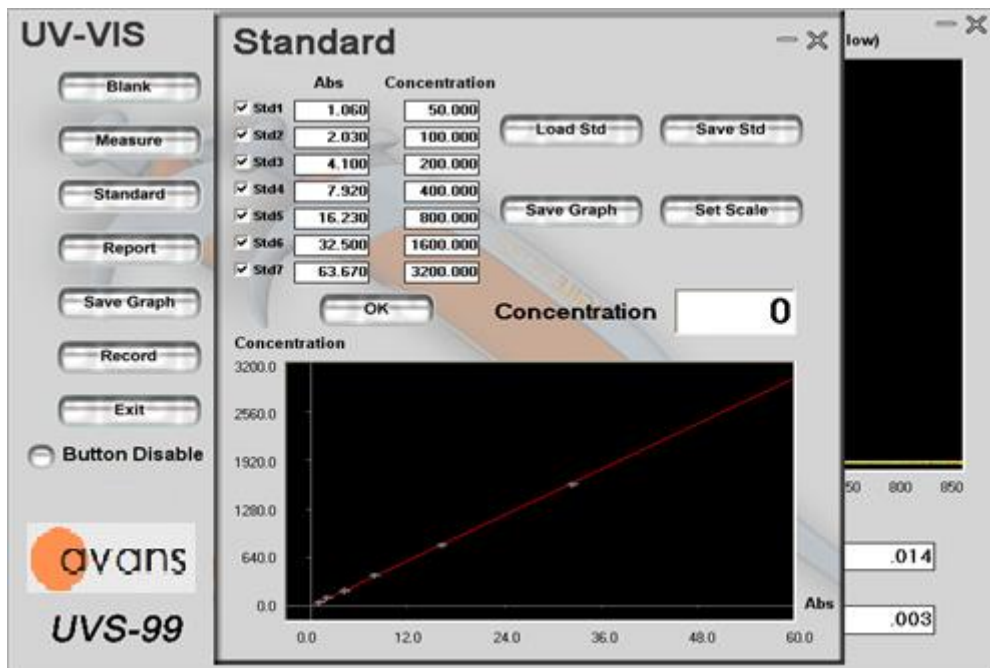 UV-VIS
Blank
Measure
Standard
Report
Save Graph
Record
Exit
Button Disable
avans
UVS-99
Standard
Abs Concentration
Std1 1.060 50.000
Std2 2.030 100.000
Std3 4.100 200.000
Std4 7.920 400.000
Std5 16.230 800.000
Std6 32.500 1600.000
Std7 63.670 3200.000
Load Std Save Std
Save Graph Set Scale
OK
Concentration 0
Concentration
3200.0
2560.0
1920.0
1280.0
640.0
0.0
Abs
0.0 12.0 24.0 36.0 48.0 60.0
low)
50 800 850
.014
.003